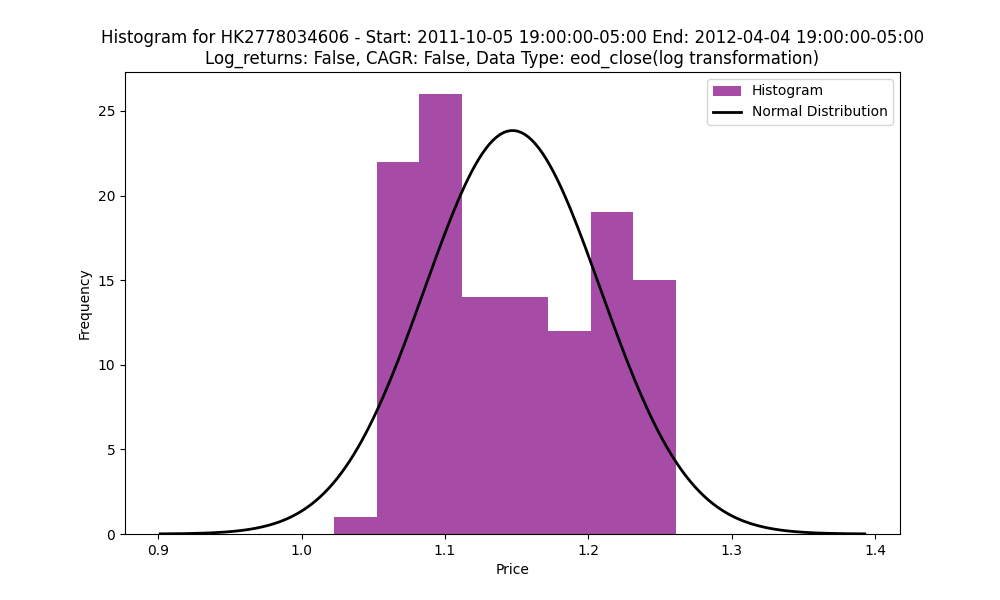 Histogram for HK2778034606 - Start: 2011-10-05 19:00:00-05:00 End: 2012-04-04 19:00:00-05:00
Log_returns: False, CAGR: False, Data Type: eod_close(log transformation)
Histogram
Normal Distribution
25
20
15
10
5
0
Frequency
0.9
1.0
1.1
1.2
1.3
1.4
Price